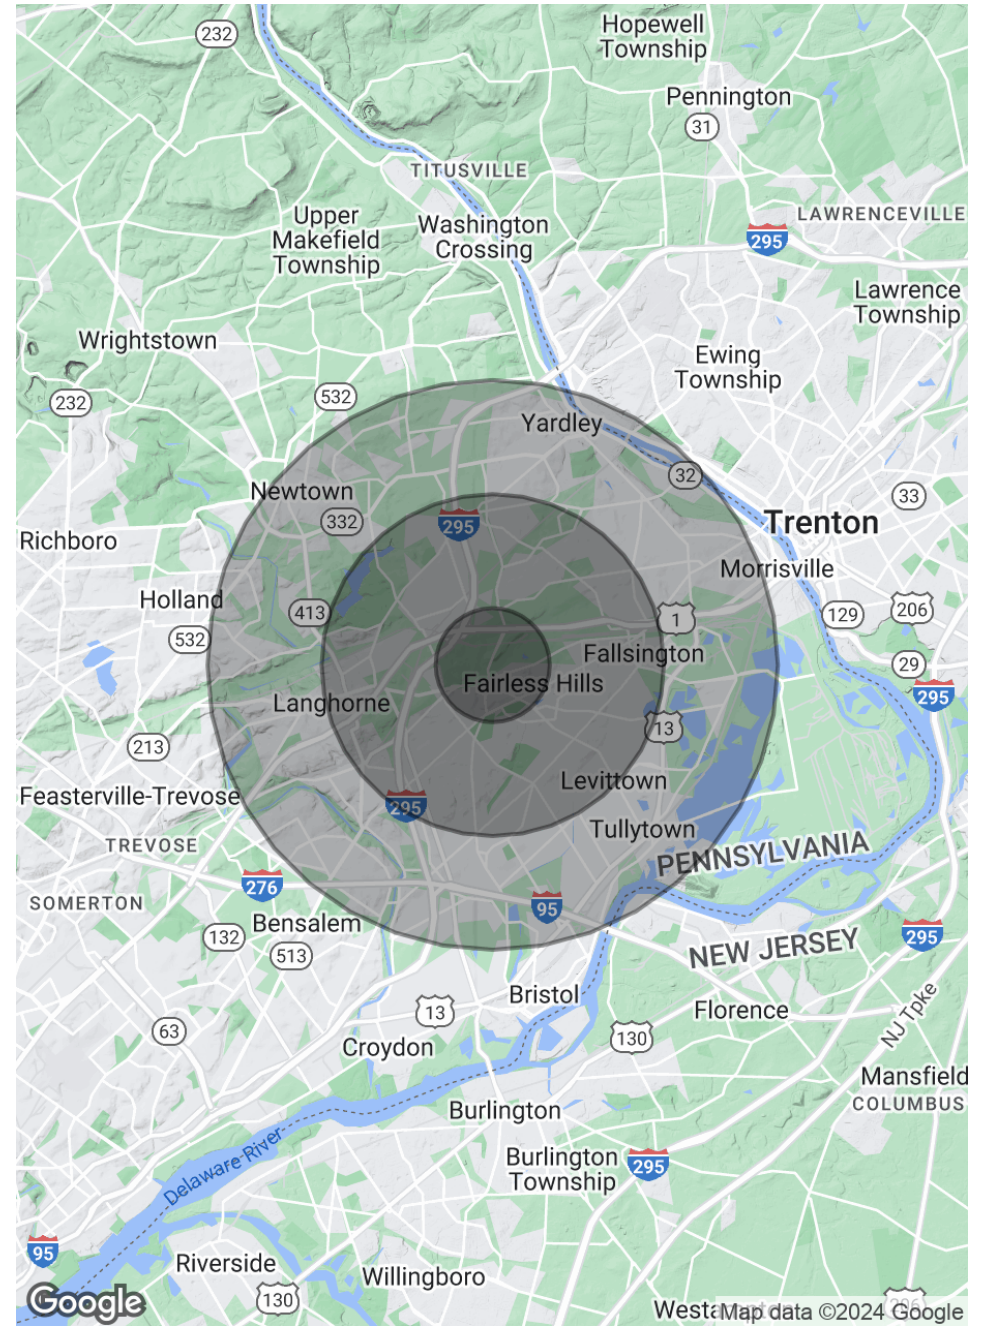 232
Hopewell
Township
Pennington
31
TITUSVILLE
LAWRENCEVILLE
Upper
Makefield
Township
Washington
Crossing
295
Lawrence
Township
Wrightstown
Ewing
Township
232
532
Yardley
32
Newtown
33
332
295
Trenton
Richboro
Morrisville
Holland
413
1
129
206
532
Fallsington
29
Fairless Hills
295
Langhorne
13
213
Levittown
Feasterville-Trevose
295
Tullytown
TREVOSE
PENNSYLVANIA
276
SOMERTON
95
Bensalem
132
513
NEW JERSEY
295
Bristol
13
Florence
NJ Tpke
63
130
Croydon
Mansfield
COLUMBUS
Burlington
Delaware River
Burlington
Township
295
95
Riverside
Willingboro
130
Google
Map data ©2024 Google